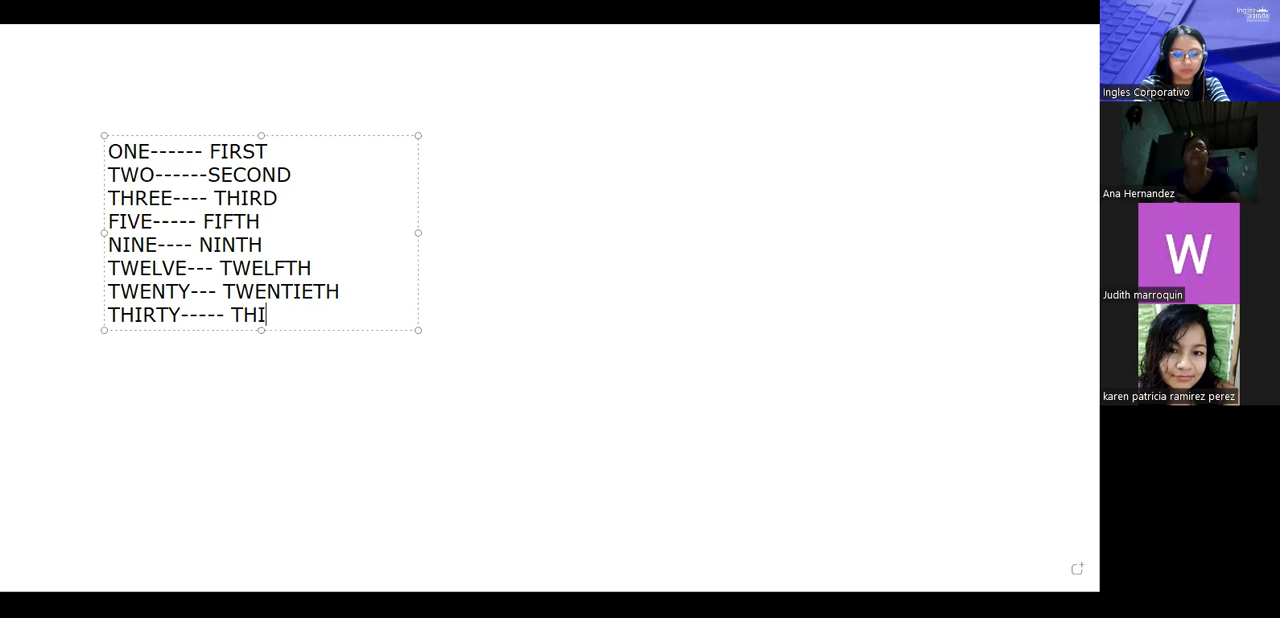 ONE------ FIRST
TWO------SECOND
THREE---- THIRD
FIVE----- FIFTH
NINE---- NINTH
TWELVE--- TWELFTH
TWENTY--- TWENTIETH
THIRTY----- THI
Ingles
Ingles Corporativo
Ana Hernandez
W
Judith marroquin
karen patricia ramirez perez